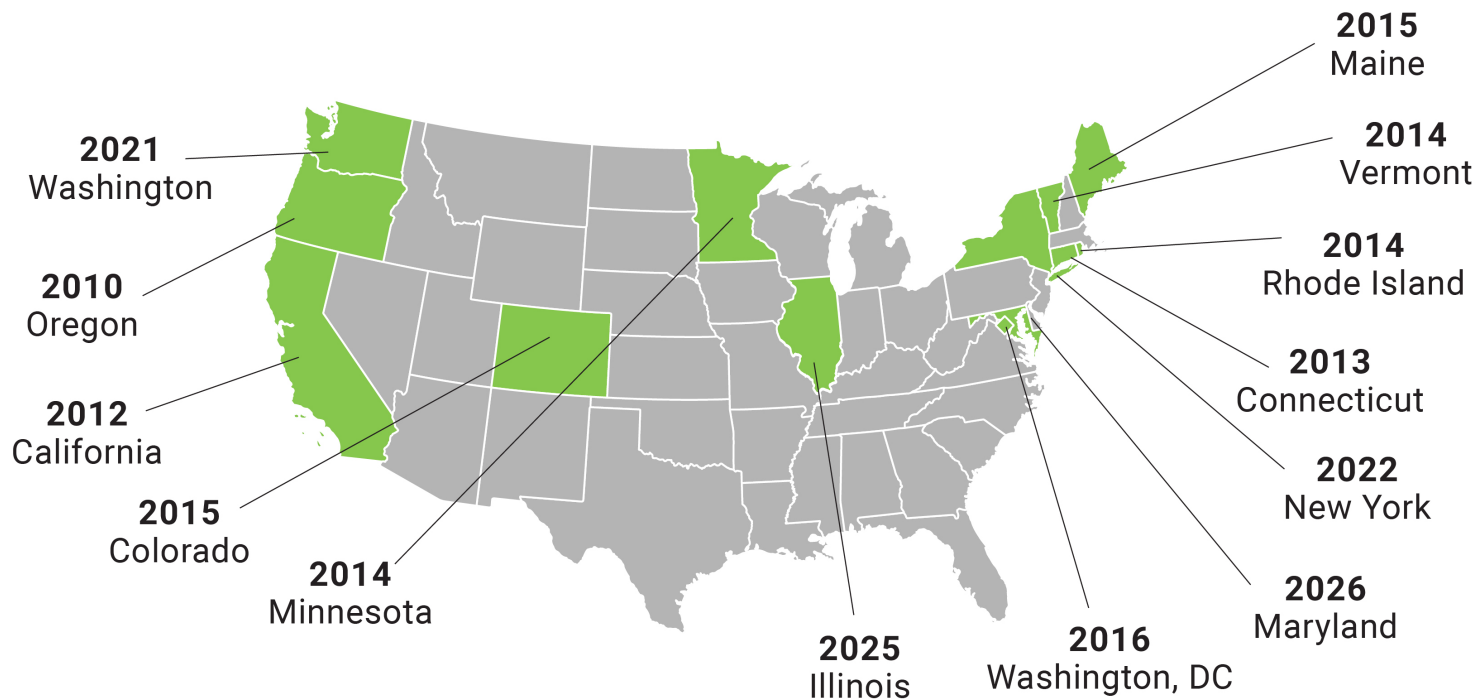 2015
Maine
2014
Vermont
2021
Washington
2014
Rhode Island
2010
Oregon
2013
Connecticut
2012
California
2022
New York
2015
Colorado
2014
Minnesota
2026
Maryland
2016
Washington, DC
2025
Illinois